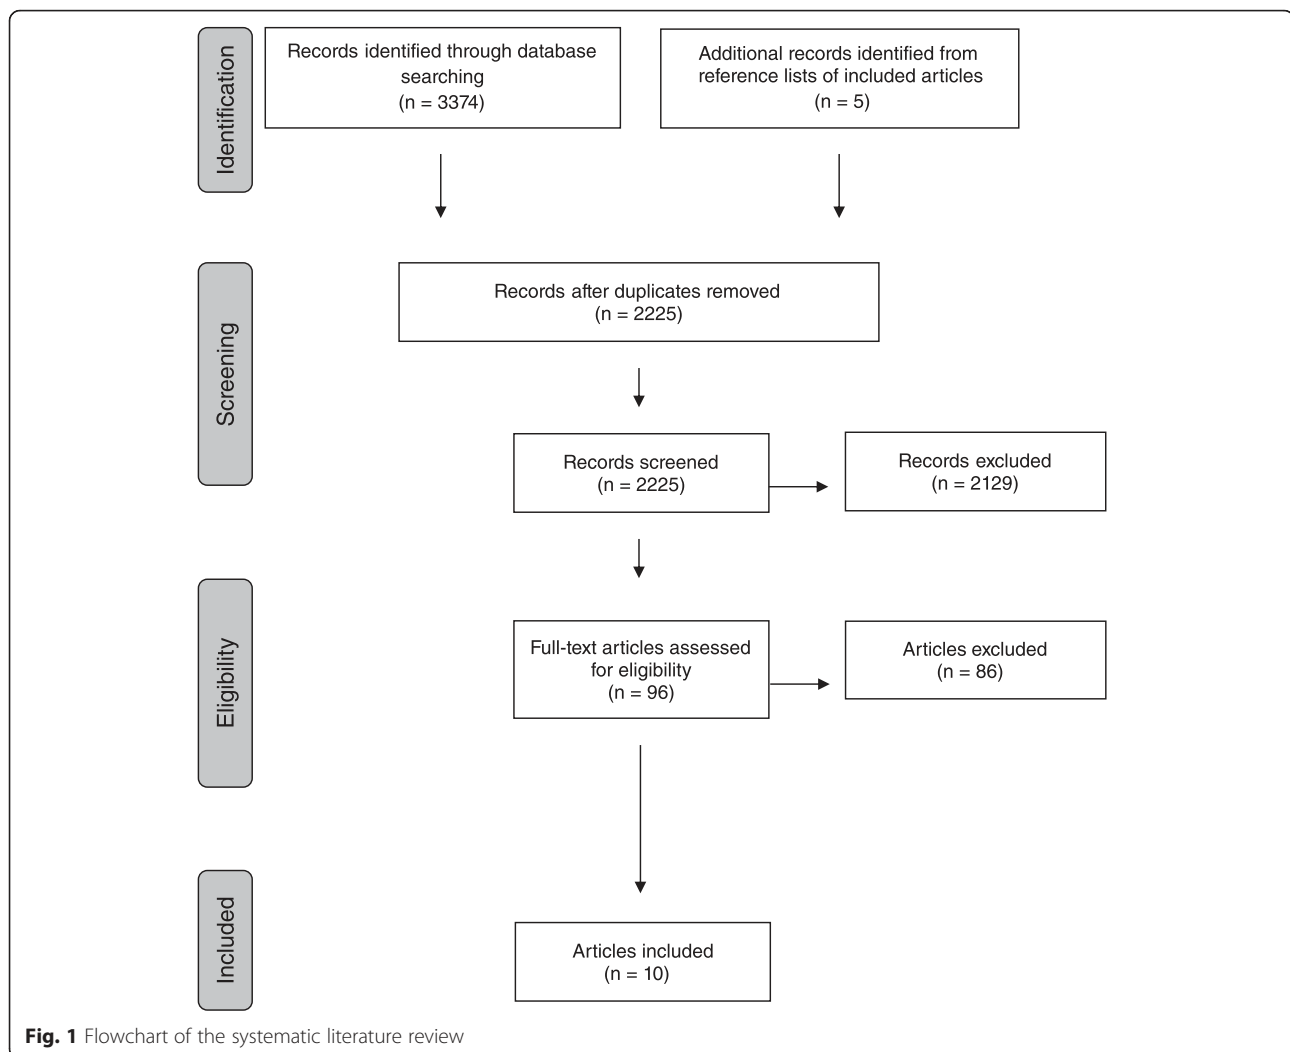 Identification
Records identified through database
searching
(n = 3374)
Additional records identified from
reference lists of included articles
(n = 5)
Screening
Records after duplicates removed
(n = 2225)
Records screened
(n = 2225)
Records excluded
(n = 2129)
Eligibility
Full-text articles assessed
for eligibility
(n = 96)
Articles excluded
(n = 86)
Included
Articles included
(n = 10)
Fig. 1 Flowchart of the systematic literature review